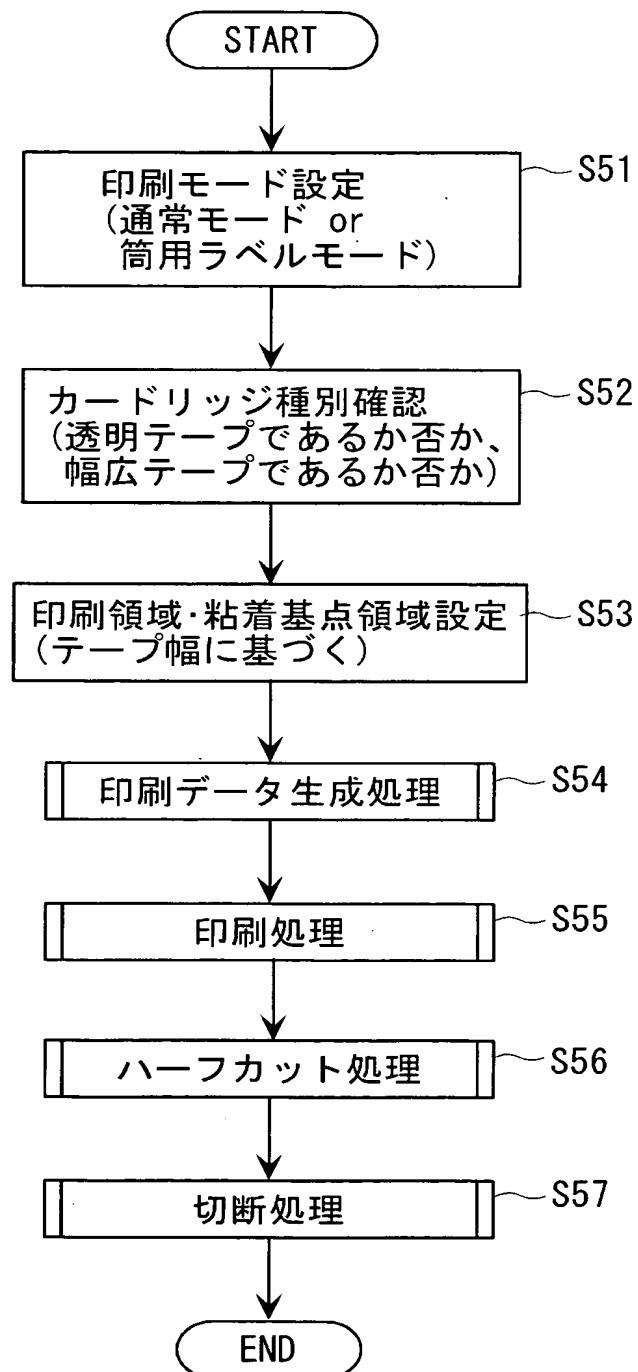 START
印刷モード設定
(通常モード or
筒用ラベルモード)
S51
カードリッジ種別確認
(透明テープであるか否か、
幅広テープであるか否か)
S52
印刷領域・粘着基点領域設定
(テープ幅に基づく)
S53
印刷データ生成処理
S54
印刷処理
S55
ハーフカット処理
S56
切断処理
S57
END